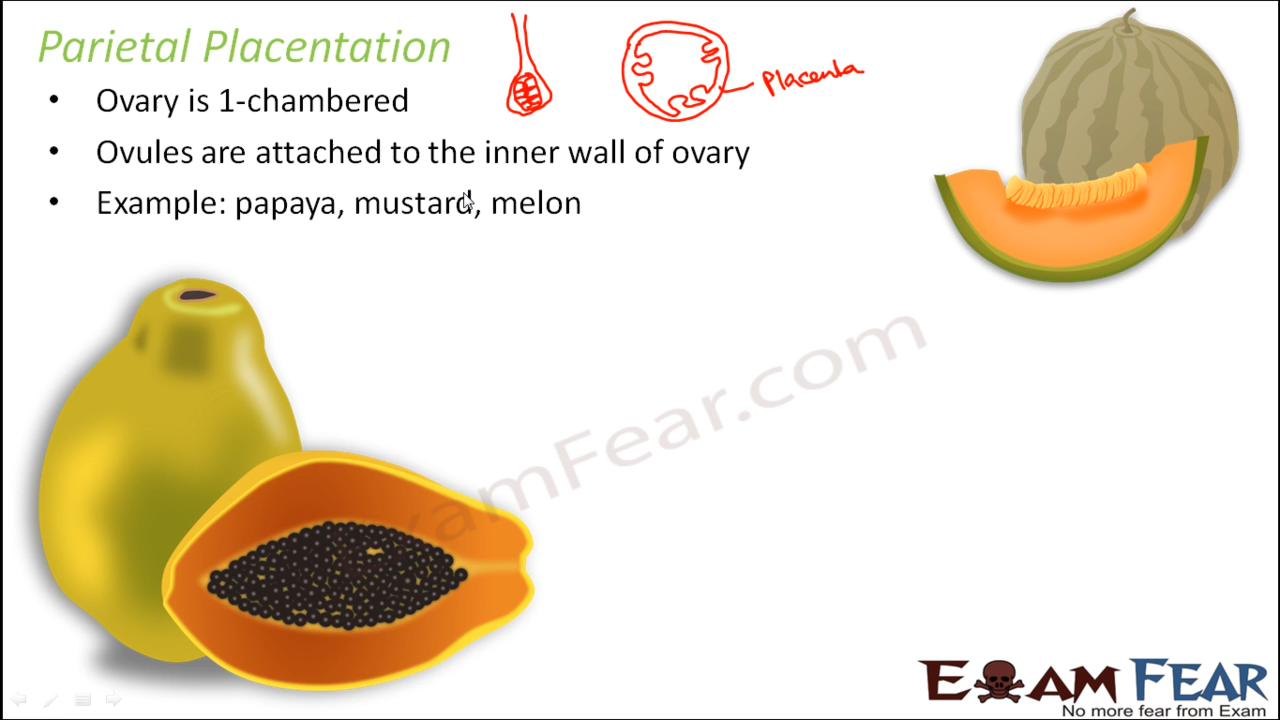 Parietal Placentation
• Ovary is 1-chambered
Placenta
• Ovules are attached to the inner wall of ovary
• Example: papaya, mustard, melon
ExamFear.com
EXAM FEAR
No more fear from Exam